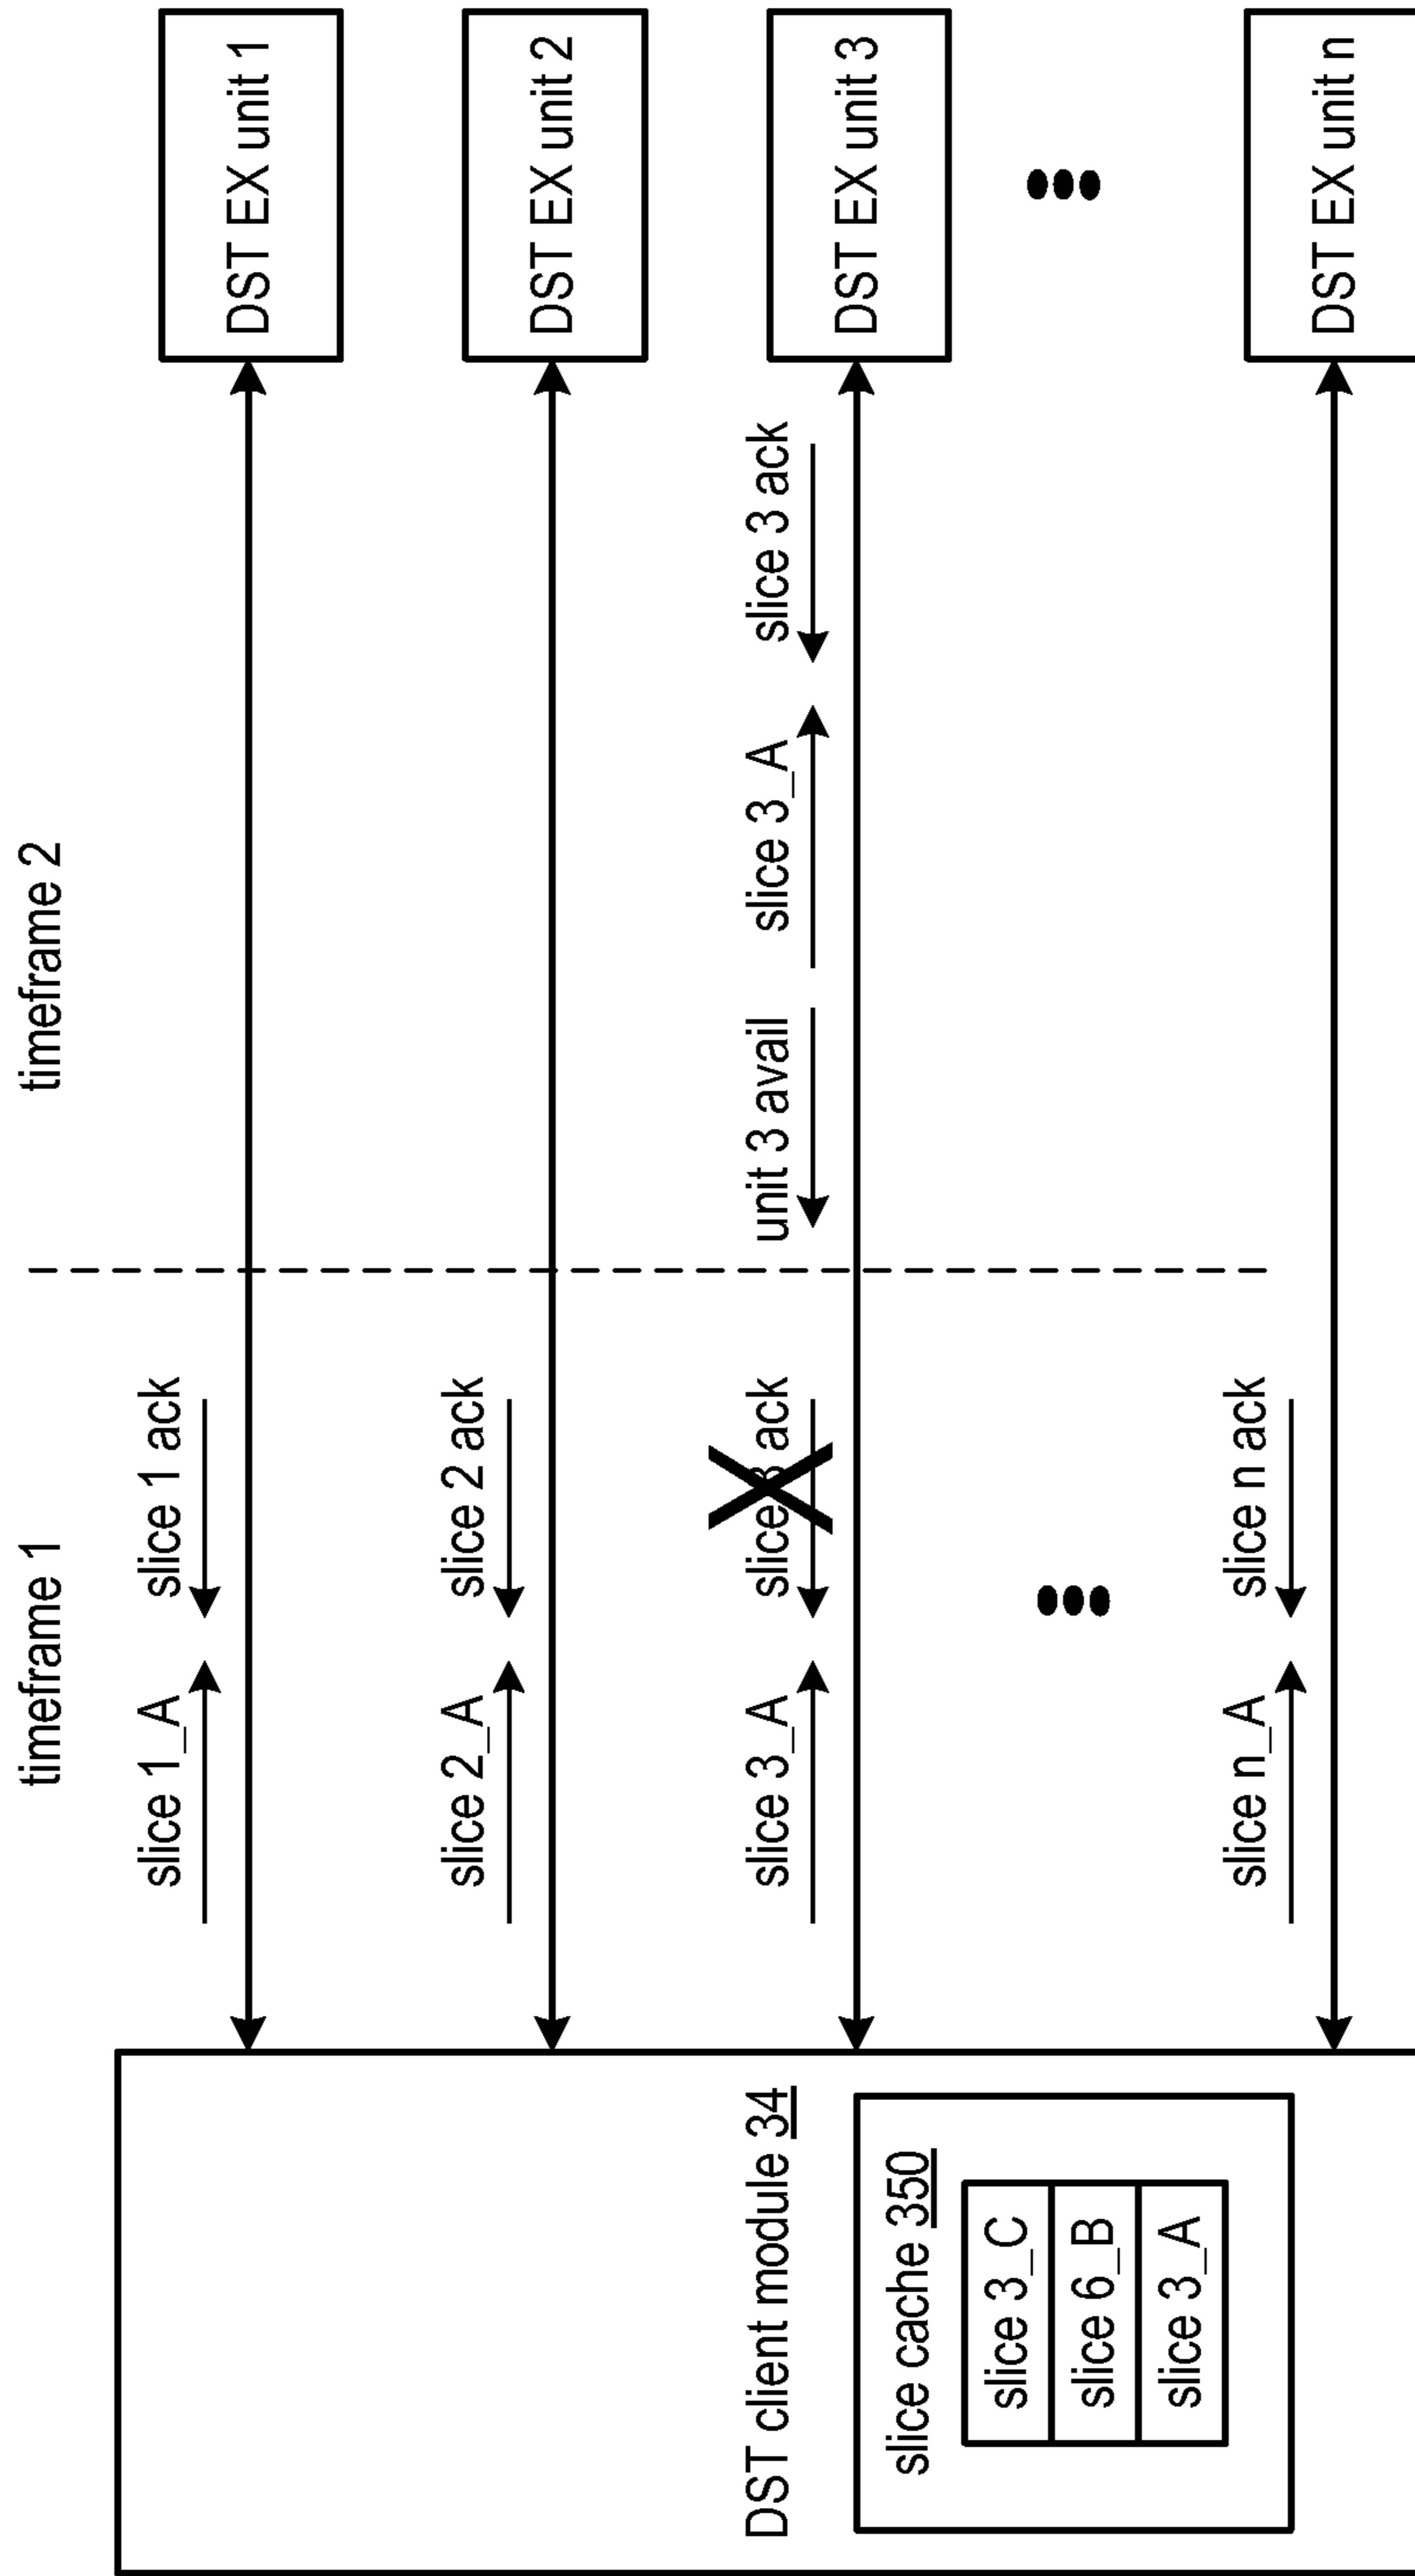 timeframe 1
timeframe 2
slice 1_A
slice 1 ack
DST EX unit 1
slice 2_A
slice 2 ack
DST EX unit 2
DST client module 34
slice 3_A
slice 3 ack
unit 3 avail
slice 3_A
slice 3 ack
DST EX unit 3
slice cache 350
slice 3_C
slice 6_B
slice 3_A
slice n_A
slice n ack
DST EX unit n